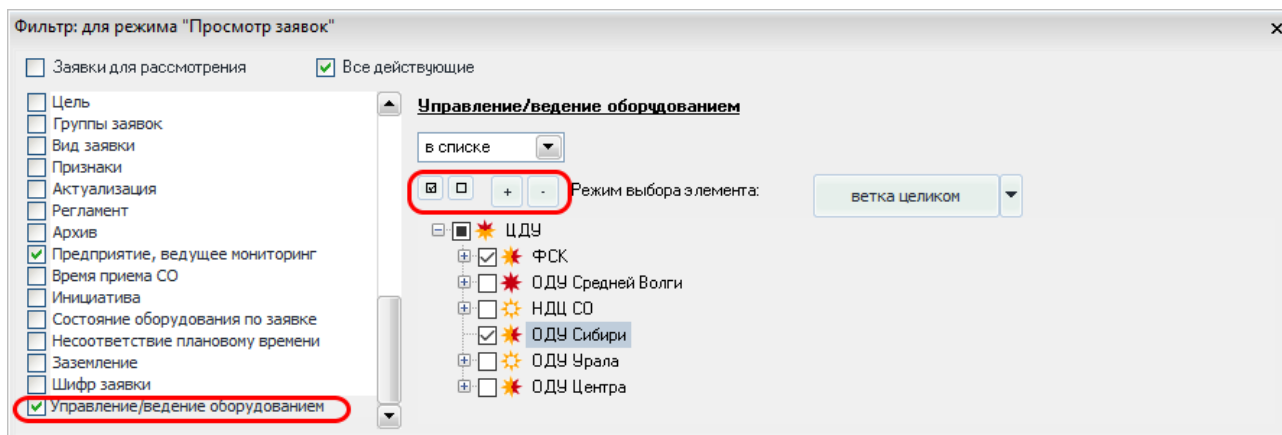 Фильтр: для режима "Просмотр заявок"
Заявки для рассмотрения
Все действующие
Цель
Группы заявок
Вид заявки
Признаки
Актуализация
Регламент
Архив
Предприятие, ведущее мониторинг
Время приема СО
Инициатива
Состояние оборудования по заявке
Несоответствие плановому времени
Заземление
Шифр заявки
Управление/ведение оборудованием
Управление/ведение оборудованием
в списке
+ - Режим выбора элемента:
ветка целиком
ЦДУ
ФСК
ОДУ Средней Волги
НДЦ СО
ОДУ Сибири
ОДУ Урала
ОДУ Центра